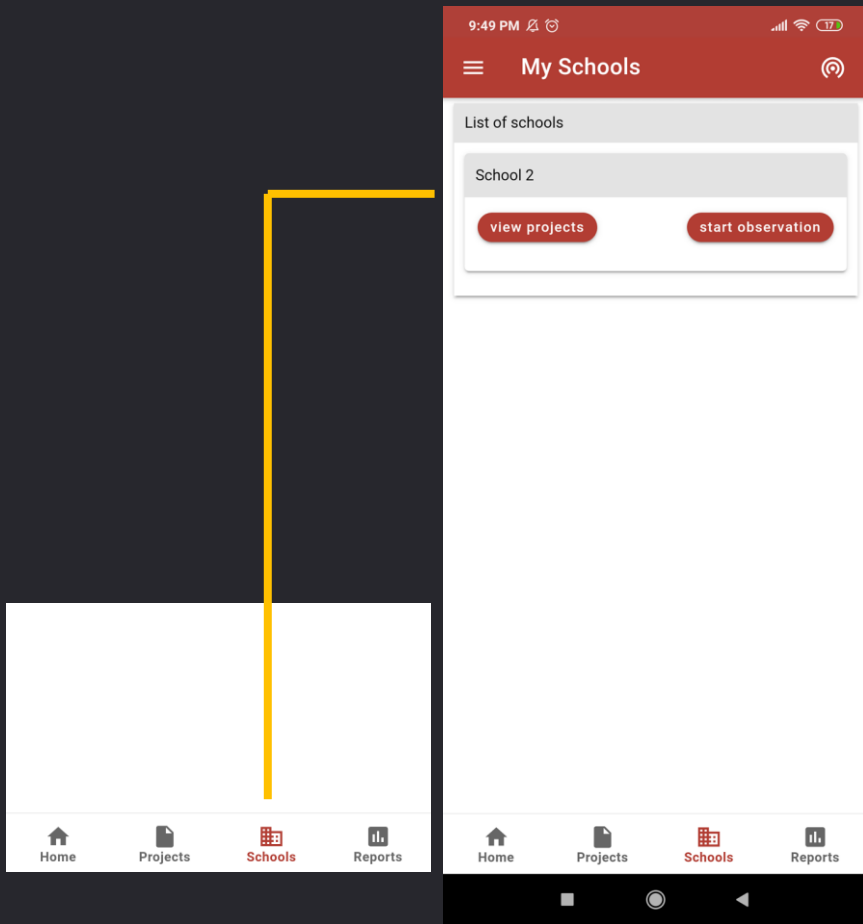 9:49 PM 17
My Schools
List of schools
School 2
view projects start observation
Home Projects Schools Reports
Home Projects Schools Reports